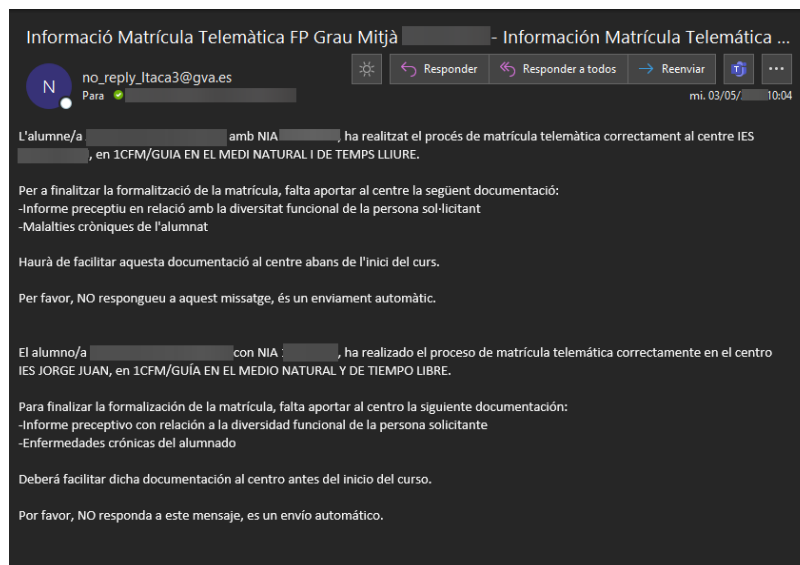 Informació Matrícula Telemàtica FP Grau Mitjà - Información Matrícula Telemática ...
N
no_reply_Itaca3@gva.es
Para
Responder
Responder a todos
Reenviar
mi. 03/05/ 10:04
L'alumne/a amb NIA , ha realitzat el procés de matrícula telemàtica correctament al centre IES
, en 1CFM/GUIA EN EL MEDI NATURAL I DE TEMPS LLIURE.
Per a finalitzar la formalització de la matrícula, falta aportar al centre la següent documentació:
-Informe preceptiu en relació amb la diversitat funcional de la persona sol·licitant
-Malalties cròniques de l'alumnat
Haurà de facilitar aquesta documentació al centre abans de l'inici del curs.
Per favor, NO respongueu a aquest missatge, és un enviament automàtic.
El alumno/a con NIA , ha realizado el proceso de matrícula telemática correctamente en el centro
IES JORGE JUAN, en 1CFM/GUÍA EN EL MEDIO NATURAL Y DE TIEMPO LIBRE.
Para finalizar la formalización de la matrícula, falta aportar al centro la siguiente documentación:
-Informe preceptivo con relación a la diversidad funcional de la persona solicitante
-Enfermedades crónicas del alumnado
Deberá facilitar dicha documentación al centro antes del inicio del curso.
Por favor, NO responda a este mensaje, es un envío automático.